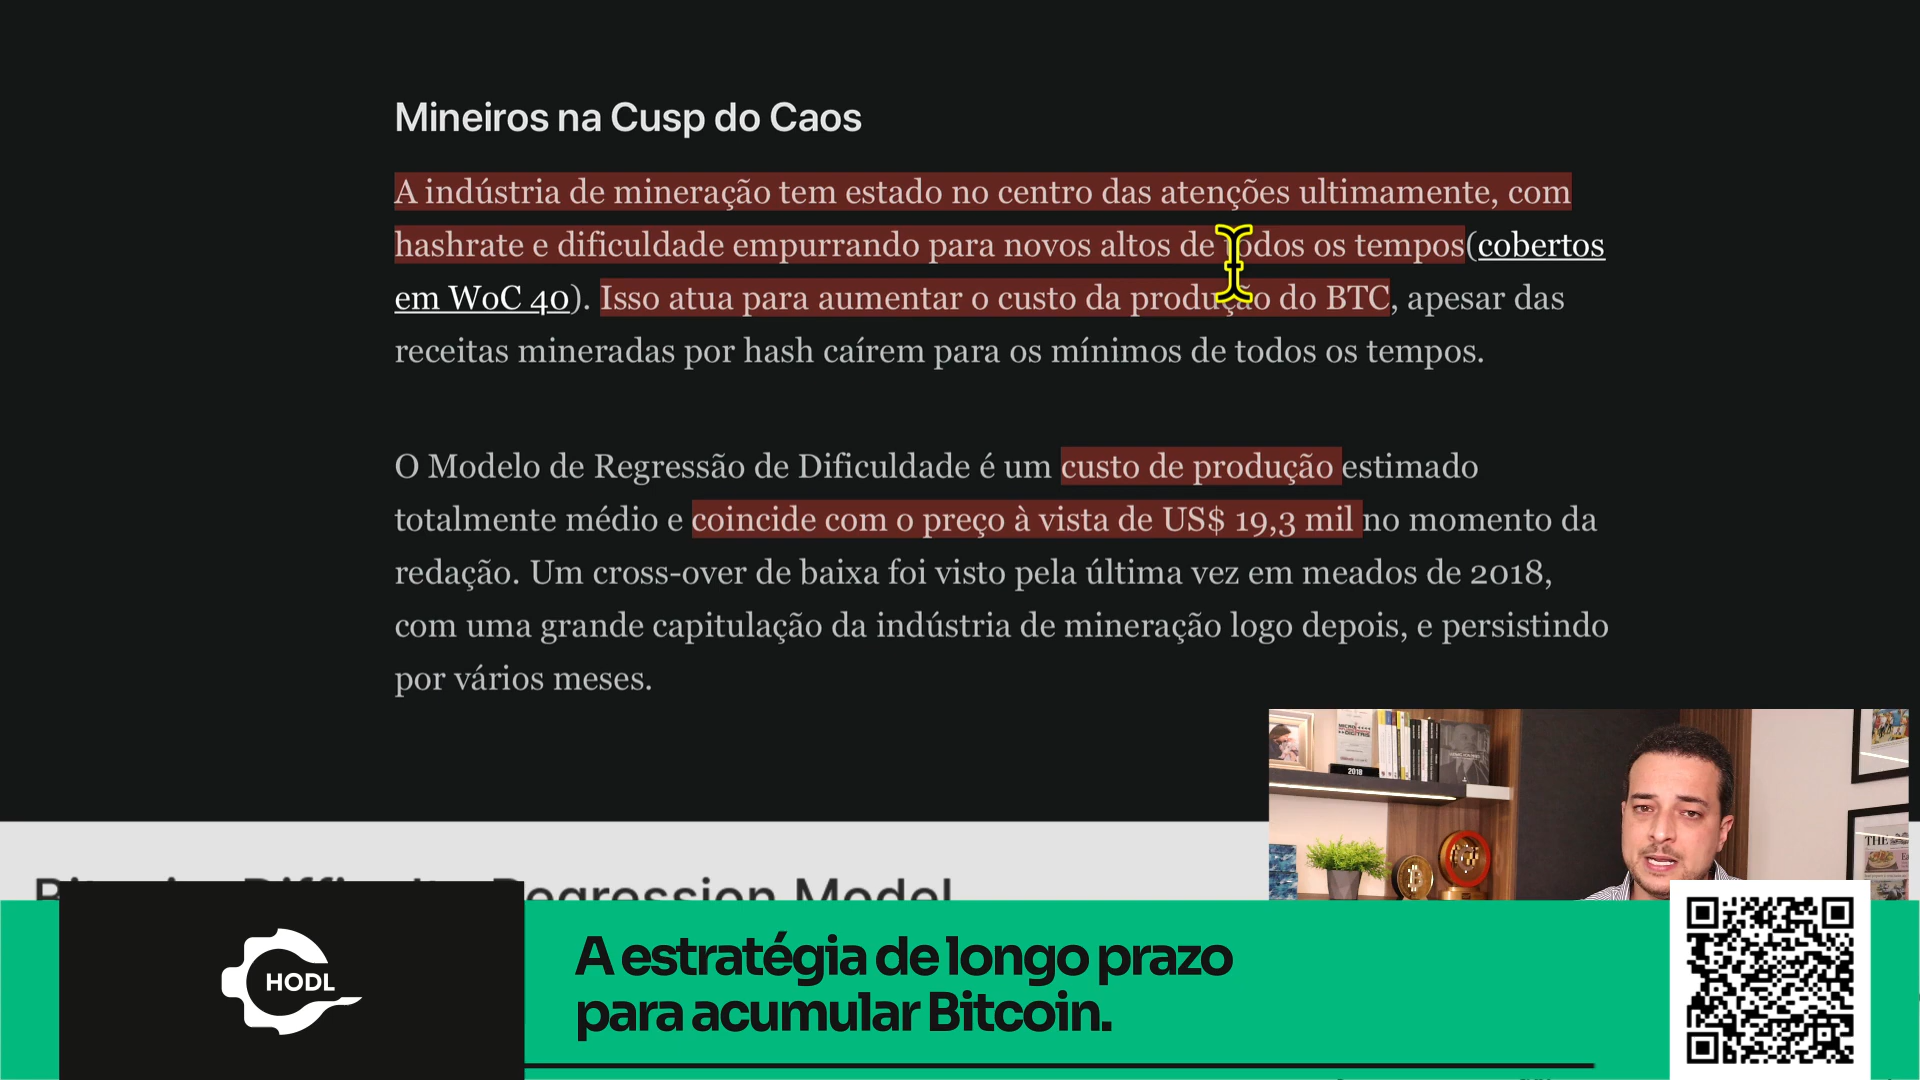 Mineiros na Cusp do Caos
A indústria de mineração tem estado no centro das atenções ultimamente, com
hashrate e dificuldade empurrando para novos altos de todos os tempos(cobertos
em WoC 40). Isso atua para aumentar o custo da produção do BTC, apesar das
receitas mineradas por hash caírem para os mínimos de todos os tempos.
O Modelo de Regressão de Dificuldade é um custo de produção estimado
totalmente médio e coincide com o preço à vista de US$ 19,3 mil no momento da
redação. Um cross-over de baixa foi visto pela última vez em meados de 2018,
com uma grande capitulação da indústria de mineração logo depois, e persistindo
por vários meses.
2018
THE
Regression Model
HODL
A estratégia de longo prazo
para acumular Bitcoin.